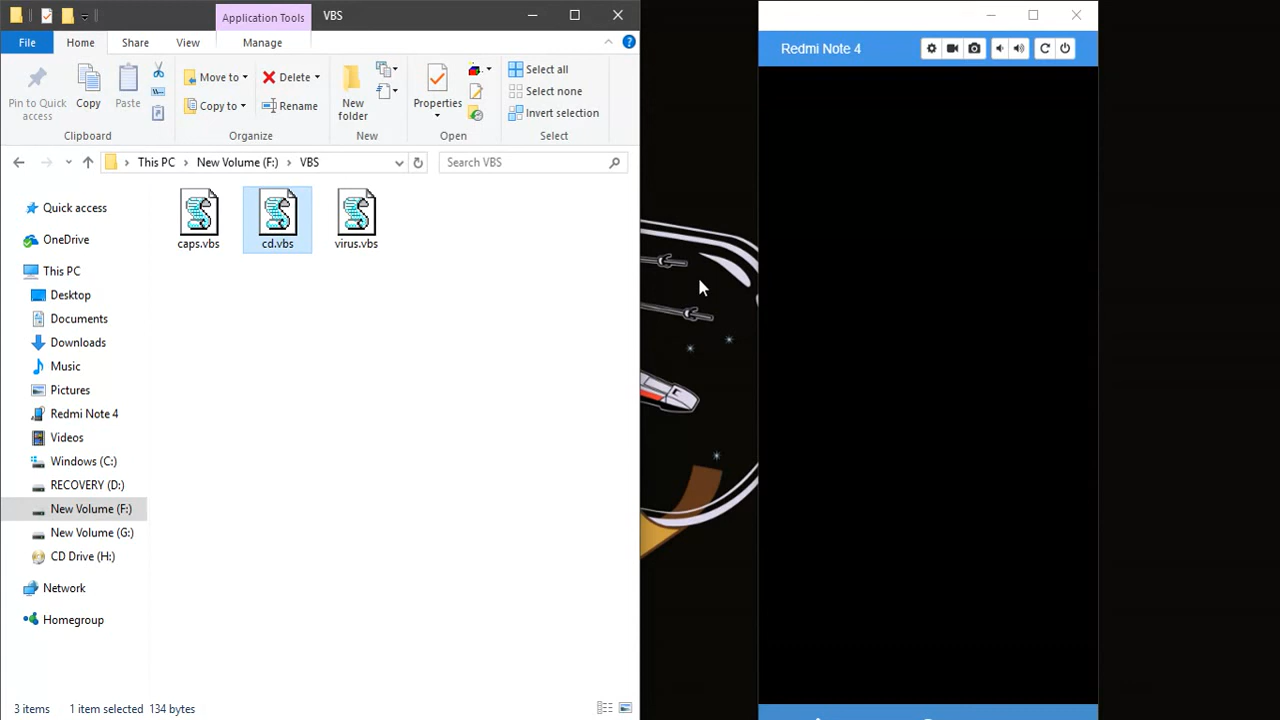 Application Tools VBS
File Home Share View Manage
Pin to Quick access
Copy
Paste
Move to
Copy to
Delete
Rename
New folder
Properties
Select all
Select none
Invert selection
Clipboard Organize New Open Select
This PC New Volume (F:) VBS
Search VBS
Quick access
OneDrive
This PC
Desktop
Documents
Downloads
Music
Pictures
Redmi Note 4
Videos
Windows (C:)
RECOVERY (D:)
New Volume (F:)
New Volume (G:)
CD Drive (H:)
Network
Homegroup
caps.vbs cd.vbs virus.vbs
3 items 1 item selected 134 bytes
Redmi Note 4